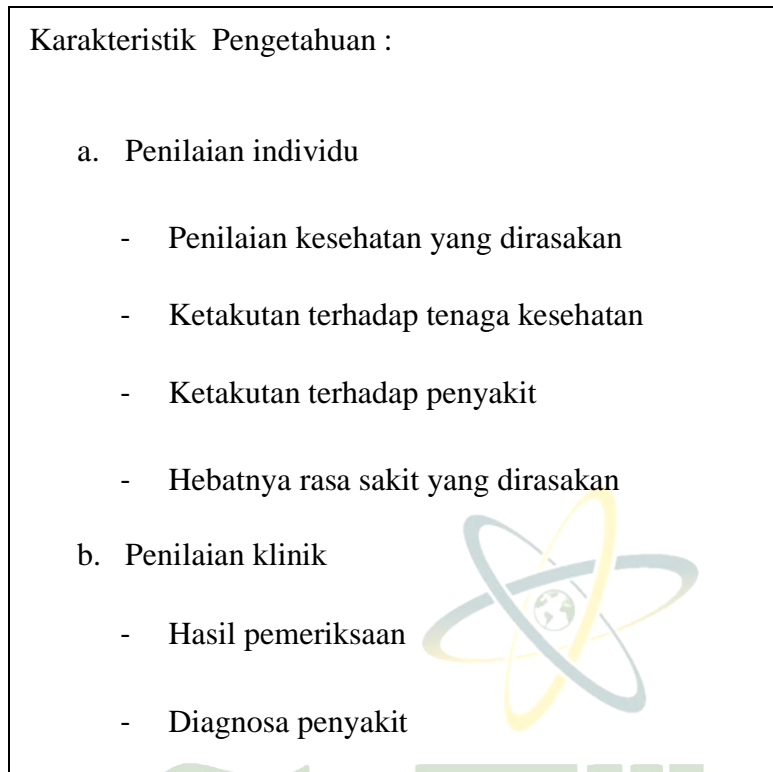 Karakteristik Pengetahuan :
a. Penilaian individu
- Penilaian kesehatan yang dirasakan
- Ketakutan terhadap tenaga kesehatan
- Ketakutan terhadap penyakit
- Hebatnya rasa sakit yang dirasakan
b. Penilaian klinik
- Hasil pemeriksaan
- Diagnosa penyakit